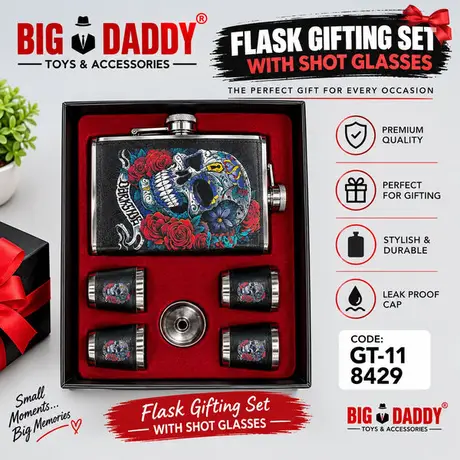 BIG DADDY®
TOYS & ACCESSORIES
FLASK GIFTING SET
WITH SHOT GLASSES
THE PERFECT GIFT FOR EVERY OCCASION
PREMIUM
QUALITY
PERFECT
FOR GIFTING
STYLISH &
DURABLE
LEAK PROOF
CAP
DARKSIDE
CODE:
GT-11
8429
Small
Moments...
Big Memories
Flask Gifting Set
WITH SHOT GLASSES
BIG DADDY®
TOYS & ACCESSORIES